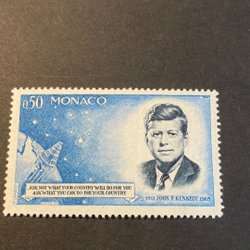 0.50 MONACO
ASK NOT WHAT YOUR COUNTRY WILL DO FOR YOU
ASK WHAT YOU CAN DO FOR YOUR COUNTRY
1917 JOHN F. KENNEDY 1963